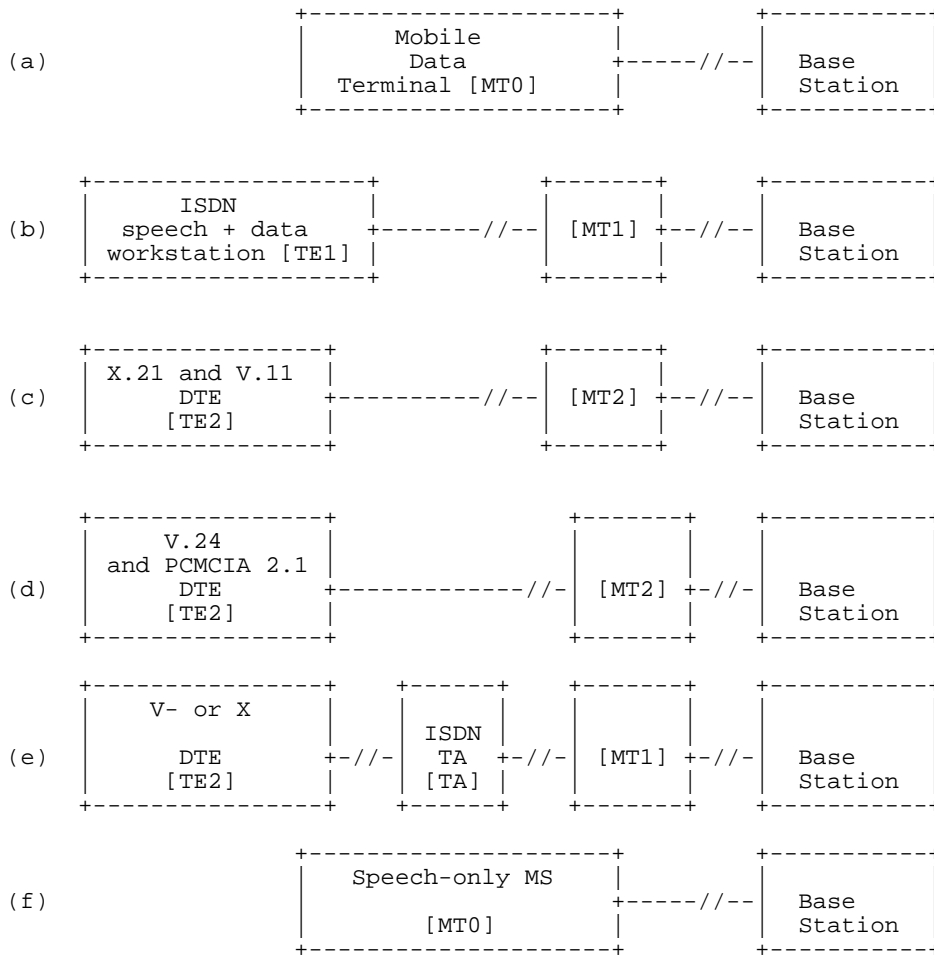 Mobile
(a) Data Base
Terminal [MT0] Station
ISDN
(b) speech + data [MT1] Base
workstation [TE1] Station
X.21 and V.11
(c) DTE [MT2] Base
[TE2] Station
V.24
and PCMCIA 2.1
(d) DTE [MT2] Base
[TE2] Station
V- or X
ISDN
(e) DTE TA [MT1] Base
[TE2] [TA] Station
Speech-only MS
(f) Base
[MT0] Station